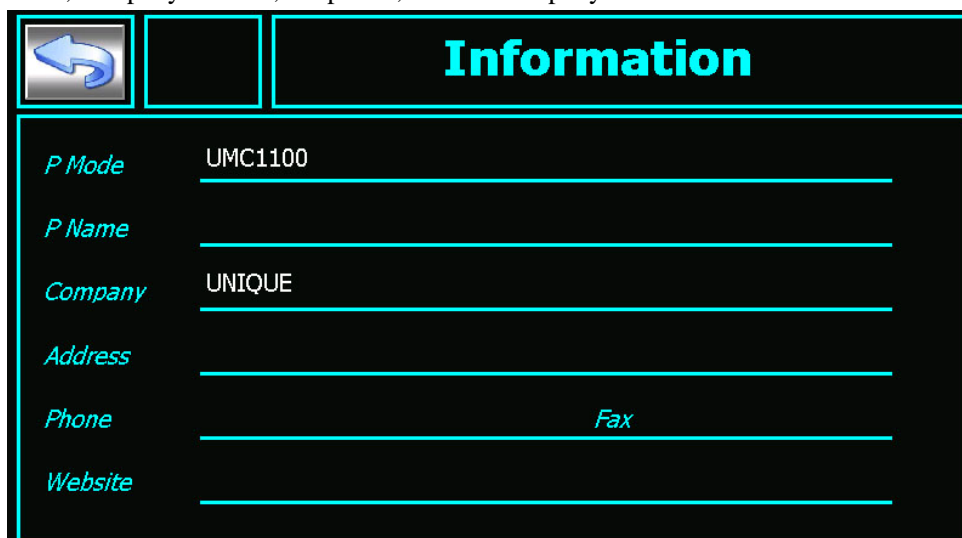 Information
P Mode UMC1100
P Name
Company UNIQUE
Address
Phone Fax
Website